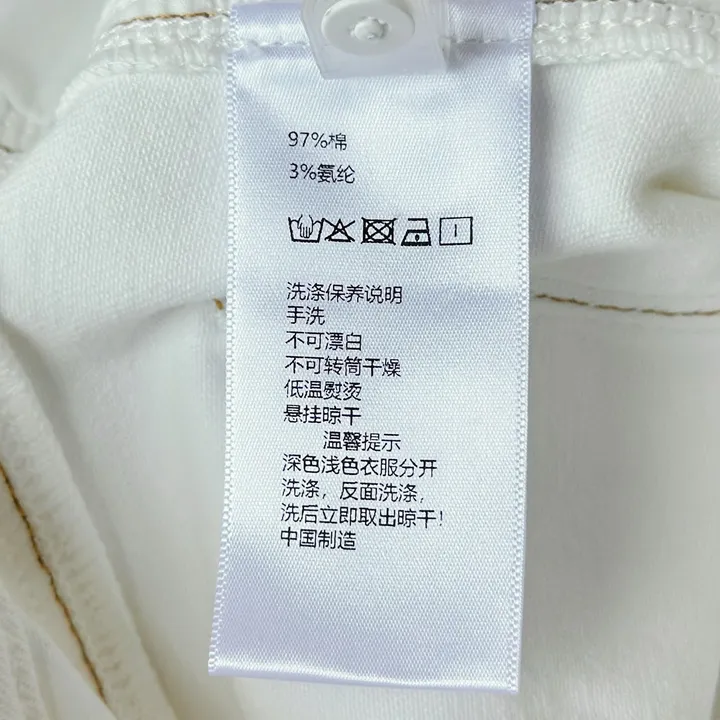 97%棉
3%氨纶
洗涤保养说明
手洗
不可漂白
不可转筒干燥
低温熨烫
悬挂晾干
温馨提示
深色浅色衣服分开
洗涤，反面洗涤，
洗后立即取出晾干！
中国制造